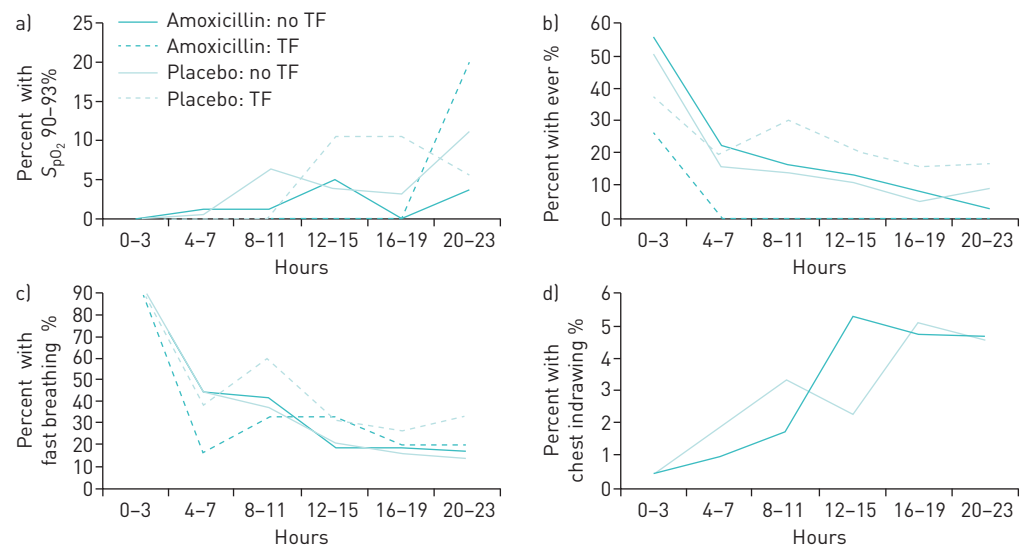 a)
Percent with
SpO2 90–93%
25
20
15
10
5
0
Amoxicillin: no TF
Amoxicillin: TF
Placebo: no TF
Placebo: TF
0–3 4–7 8–11 12–15 16–19 20–23
Hours
b)
Percent with ever %
60
50
40
30
20
10
0
0–3 4–7 8–11 12–15 16–19 20–23
Hours
c)
Percent with
fast breathing %
90
80
70
60
50
40
30
20
10
0
0–3 4–7 8–11 12–15 16–19 20–23
Hours
d)
Percent with
chest indrawing %
6
5
4
3
2
1
0
0–3 4–7 8–11 12–15 16–19 20–23
Hours